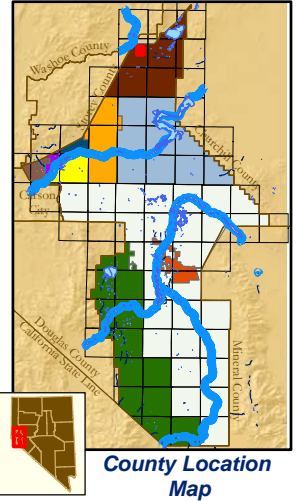 Washoe County
Storey County
Churchill County
Carson
City
Douglas County
California State Line
Mineral County
County Location
Map